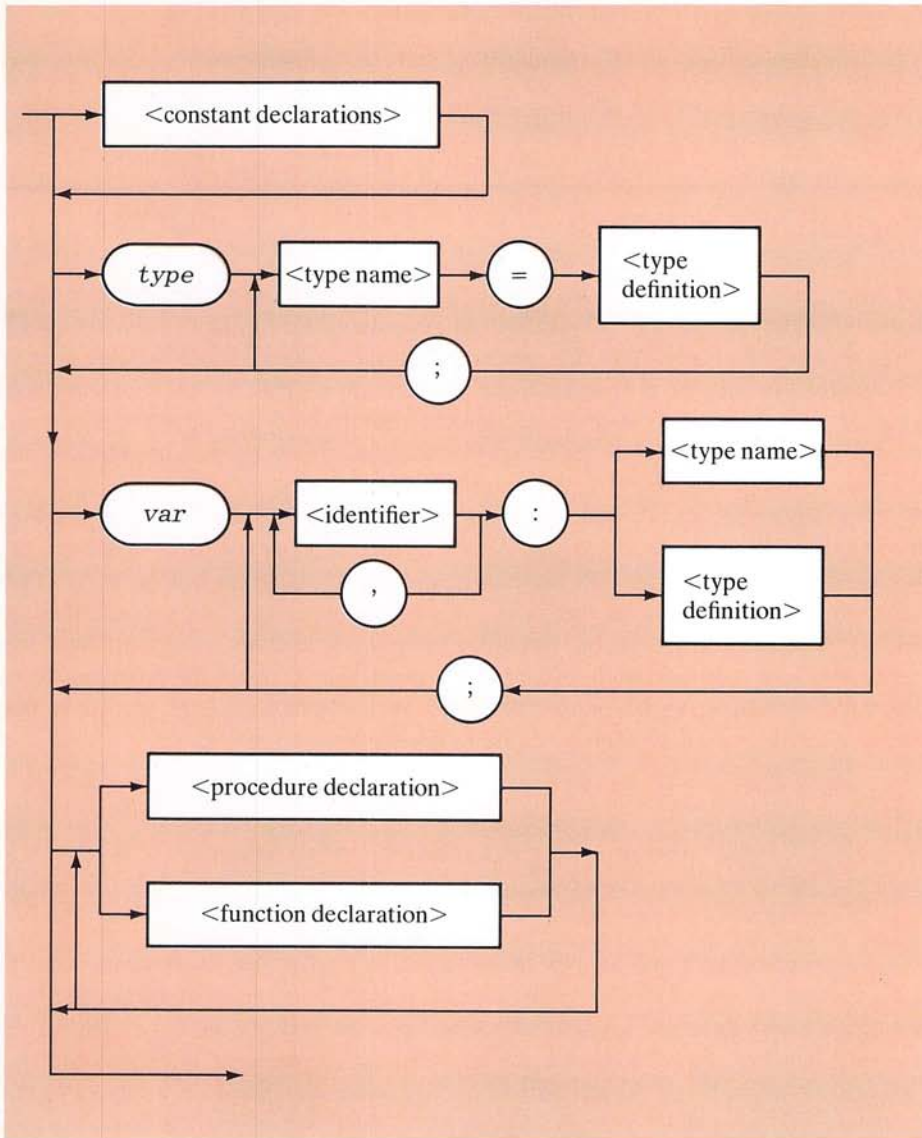 <constant declarations>
type
<type name>
=
<type
definition>
;
var
<identifier>
:
<type name>
,
<type
definition>
;
<procedure declaration>
<function declaration>